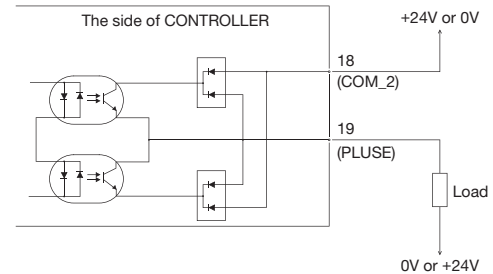 The side of CONTROLLER
+24V or 0V
18
(COM_2)
19
(PLUSE)
Load
0V or +24V